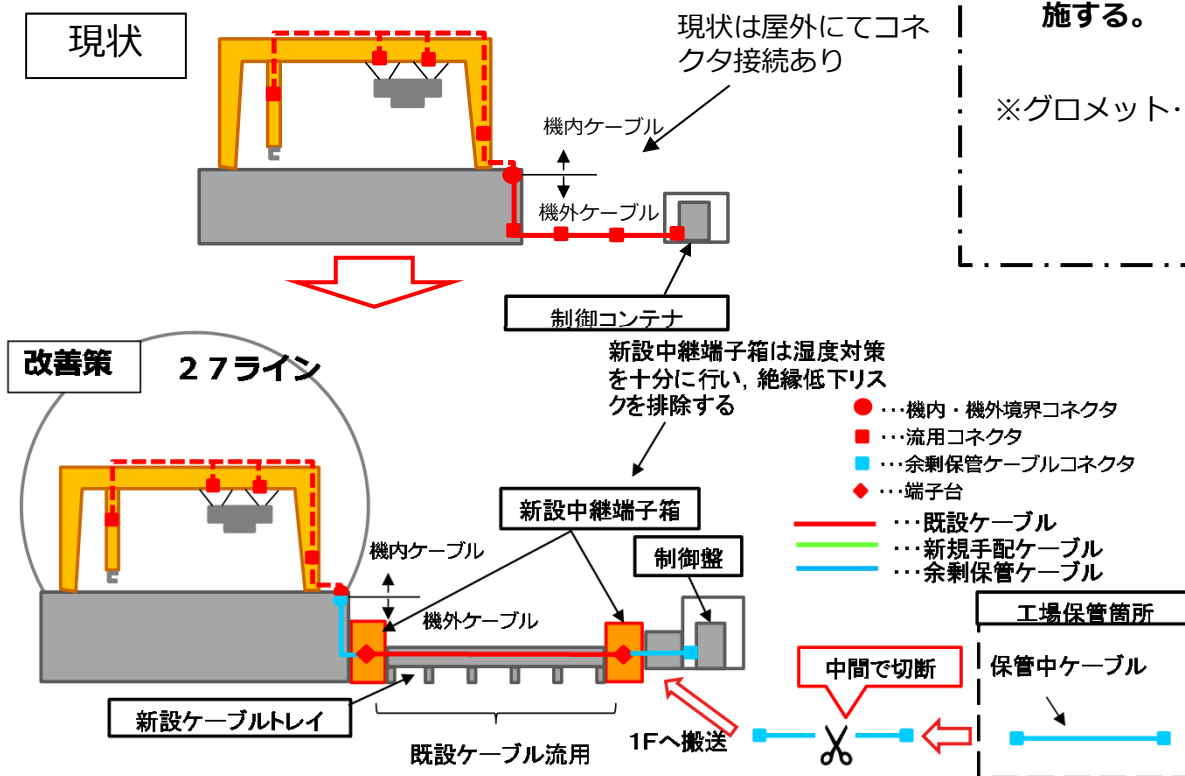 現状
現状は屋外にてコネ
クタ接続あり
施する。
※グロメット・
機内ケーブル
機外ケーブル
制御コンテナ
改善策
27ライン
新設中継端子箱は湿度対策
を十分に行い，絶縁低下リス
クを排除する
･･･機内・機外境界コネクタ
･･･流用コネクタ
･･･余剰保管ケーブルコネクタ
･･･端子台
･･･既設ケーブル
･･･新規手配ケーブル
･･･余剰保管ケーブル
新設中継端子箱
制御盤
機内ケーブル
機外ケーブル
工場保管箇所
保管中ケーブル
中間で切断
新設ケーブルトレイ
既設ケーブル流用
1Fへ搬送